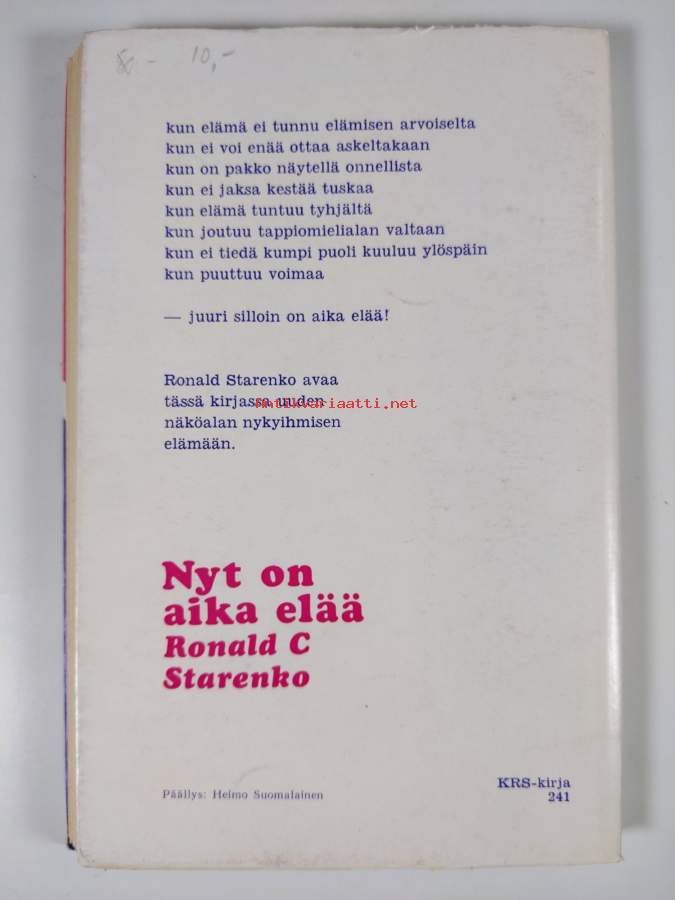 10,-
kun elämä ei tunnu elämisen arvoiselta
kun ei voi enää ottaa askeltakaan
kun on pakko näytellä onnellista
kun ei jaksa kestää tuskaa
kun elämä tuntuu tyhjältä
kun joutuu tappiomielialan valtaan
kun ei tiedä kumpi puoli kuuluu ylöspäin
kun puuttuu voimaa
— juuri silloin on aika elää!
Ronald Starenko avaa
tässä kirjassa uuden
antikvariaatti.net
näköalan nykyihmisen
elämään.
Nyt on
aika elää
Ronald C
Starenko
Päällys: Heimo Suomalainen
KRS-kirja
241